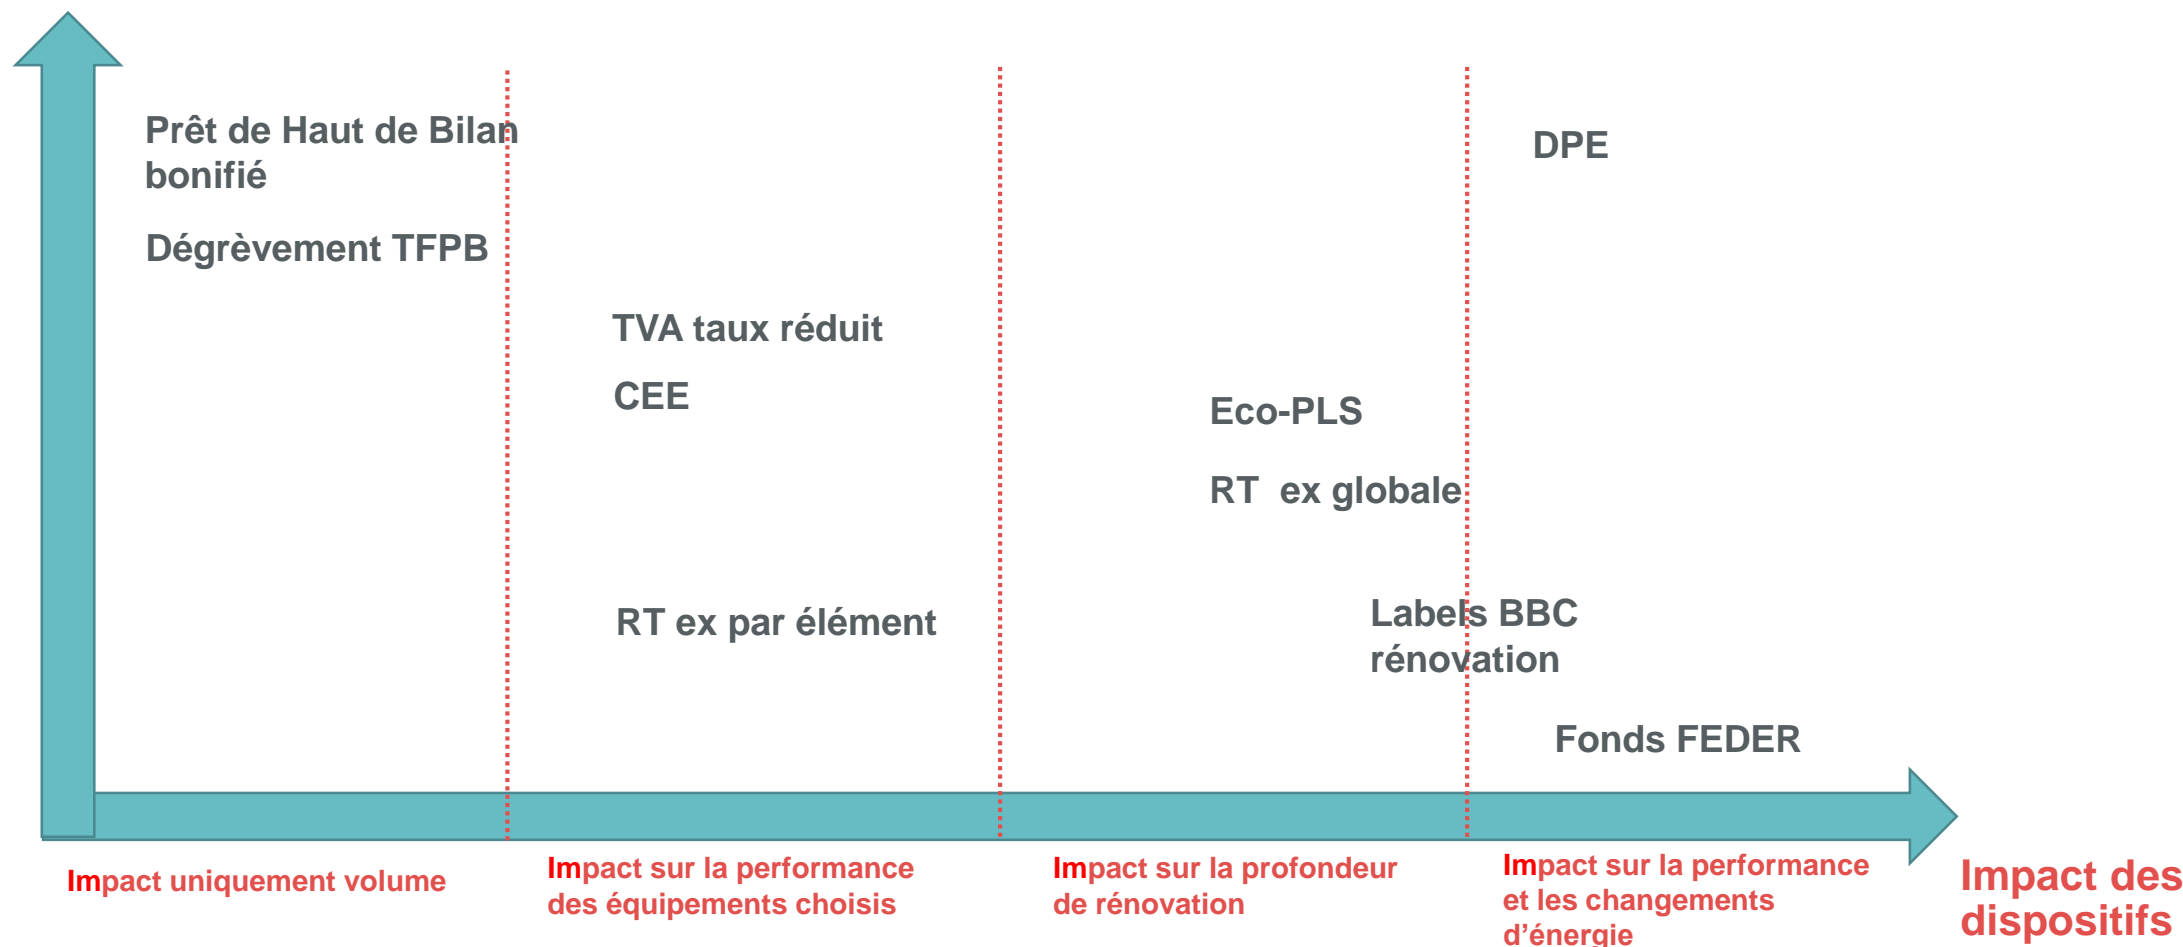 Prêt de Haut de Bilan
bonifié
Dégrèvement TFPB
TVA taux réduit
CEE
RT ex par élément
Eco-PLS
RT ex globale
DPE
Labels BBC
rénovation
Fonds FEDER
Impact uniquement volume
Impact sur la performance
des équipements choisis
Impact sur la profondeur
de rénovation
Impact sur la performance
et les changements
d'énergie
Impact des
dispositifs